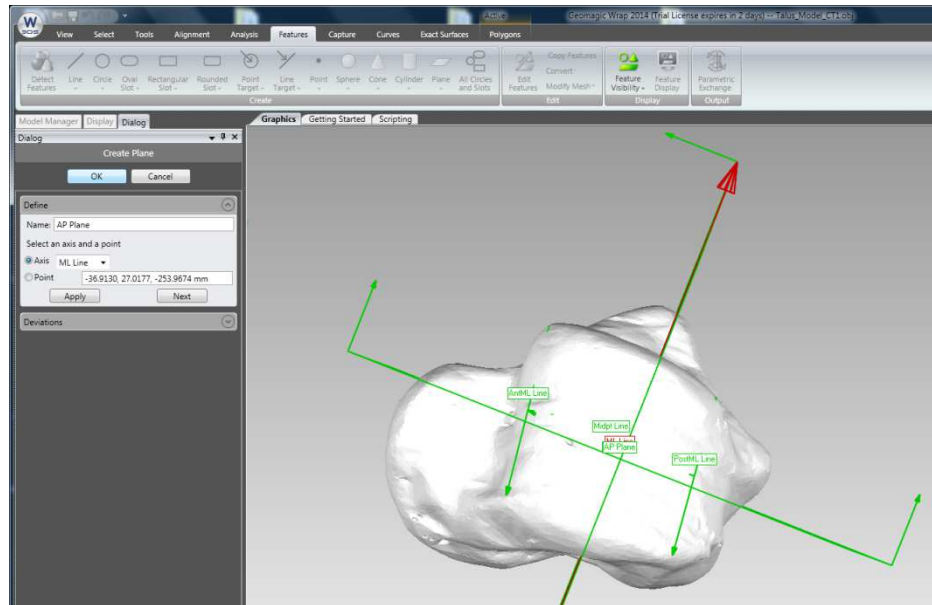 W
3DS
Active
Geomagic Wrap 2014 (Trial License expires in 2 days) -- Talus_Model_CT1.obj
View Select Tools Alignment Analysis Features Capture Curves Exact Surfaces Polygons
Detect Features
Line
Circle
Oval Slot
Rectangular Slot
Rounded Slot
Point Target
Line Target
Point
Sphere
Cone
Cylinder
Plane
All Circles and Slots
Create
Edit Features
Copy Features
Convert
Modify Mesh
Edit
Feature Visibility
Feature Display
Display
Parametric Exchange
Output
Model Manager Display Dialog
Graphics Getting Started Scripting
Dialog
Create Plane
OK Cancel
Define
Name: AP Plane
Select an axis and a point
Axis ML Line
Point -36.9130, 27.0177, -253.9674 mm
Apply Next
Deviations
AntML Line
Midpt Line
ML Line
AP Plane
PostML Line